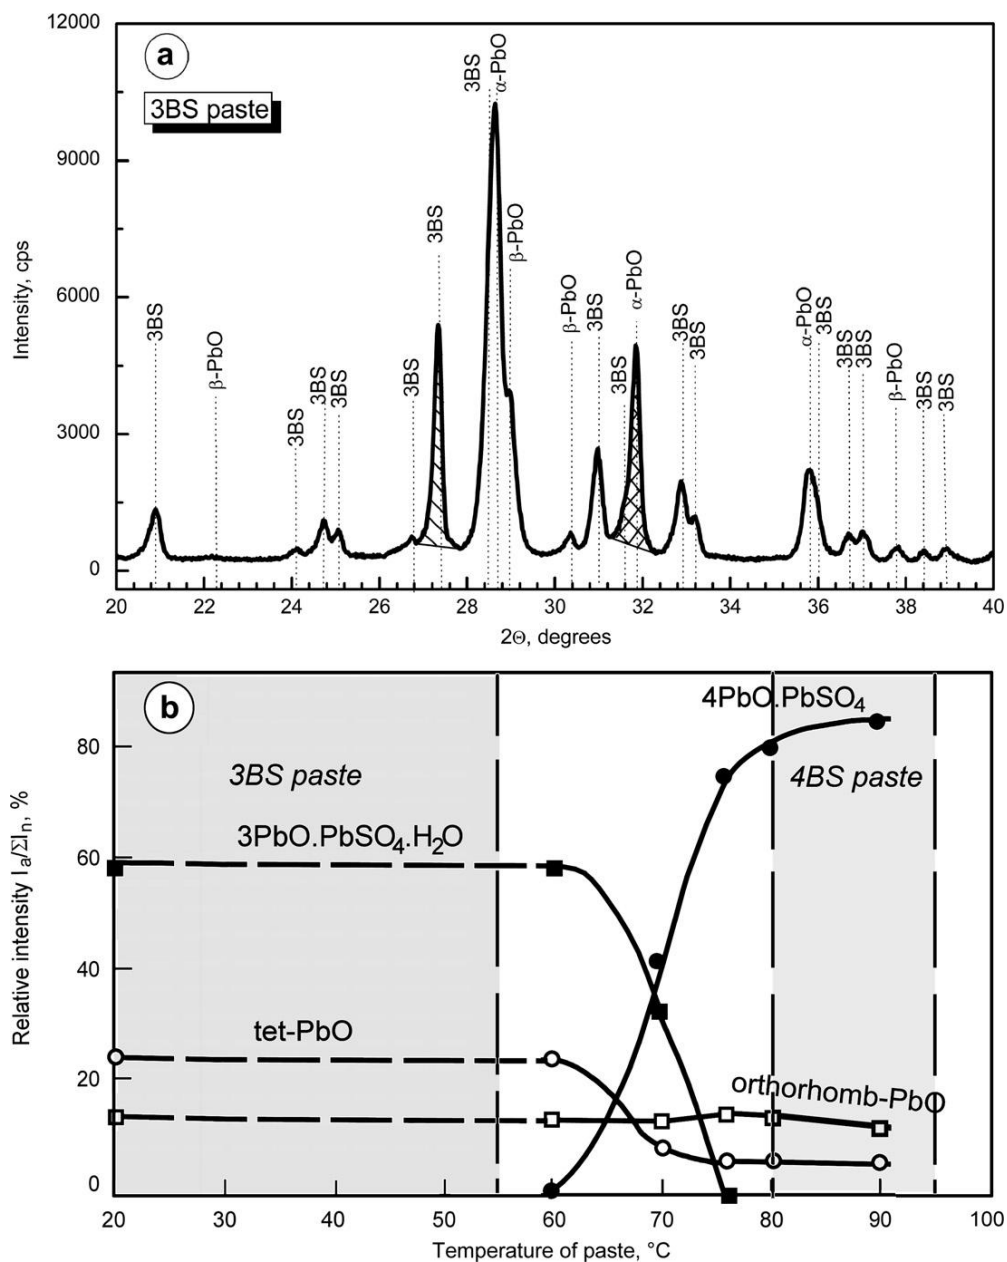 a
3BS paste
12000
9000
6000
3000
0
Intensity, cps
3BS
β-PbO
3BS
3BS
3BS
3BS
3BS
3BS
α-PbO
β-PbO
β-PbO
3BS
3BS
α-PbO
3BS
3BS
α-PbO
3BS
3BS
3BS
β-PbO
3BS
3BS
20 22 24 26 28 30 32 34 36 38 40
2Θ, degrees
b
4PbO.PbSO₄
3BS paste
4BS paste
3PbO.PbSO₄.H₂O
tet-PbO
orthorhomb-PbO
80
60
40
20
0
Relative intensity Iₐ/ΣIₙ, %
20 30 40 50 60 70 80 90 100
Temperature of paste, °C